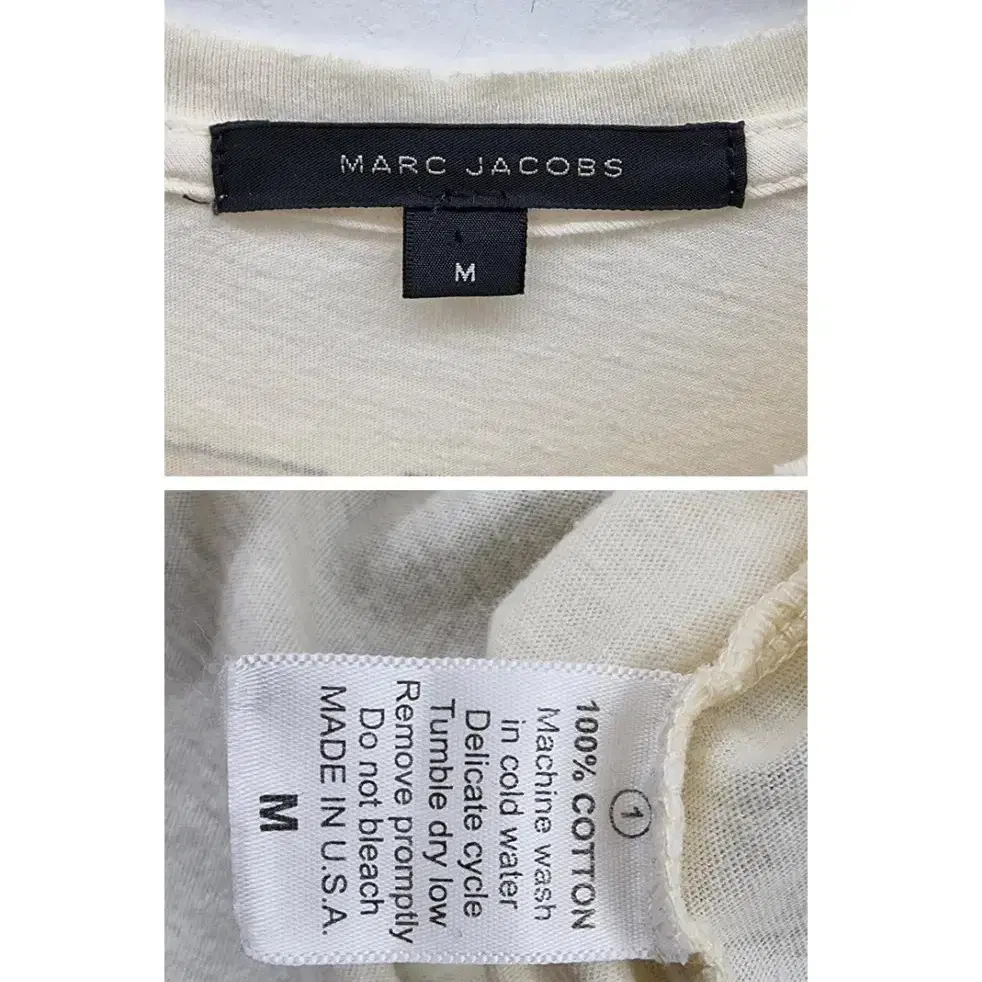 MARC JACOBS
M
1
100% COTTON
Machine wash
in cold water
Delicate cycle
Tumble dry low
Remove promptly
Do not bleach
MADE IN U.S.A.
M